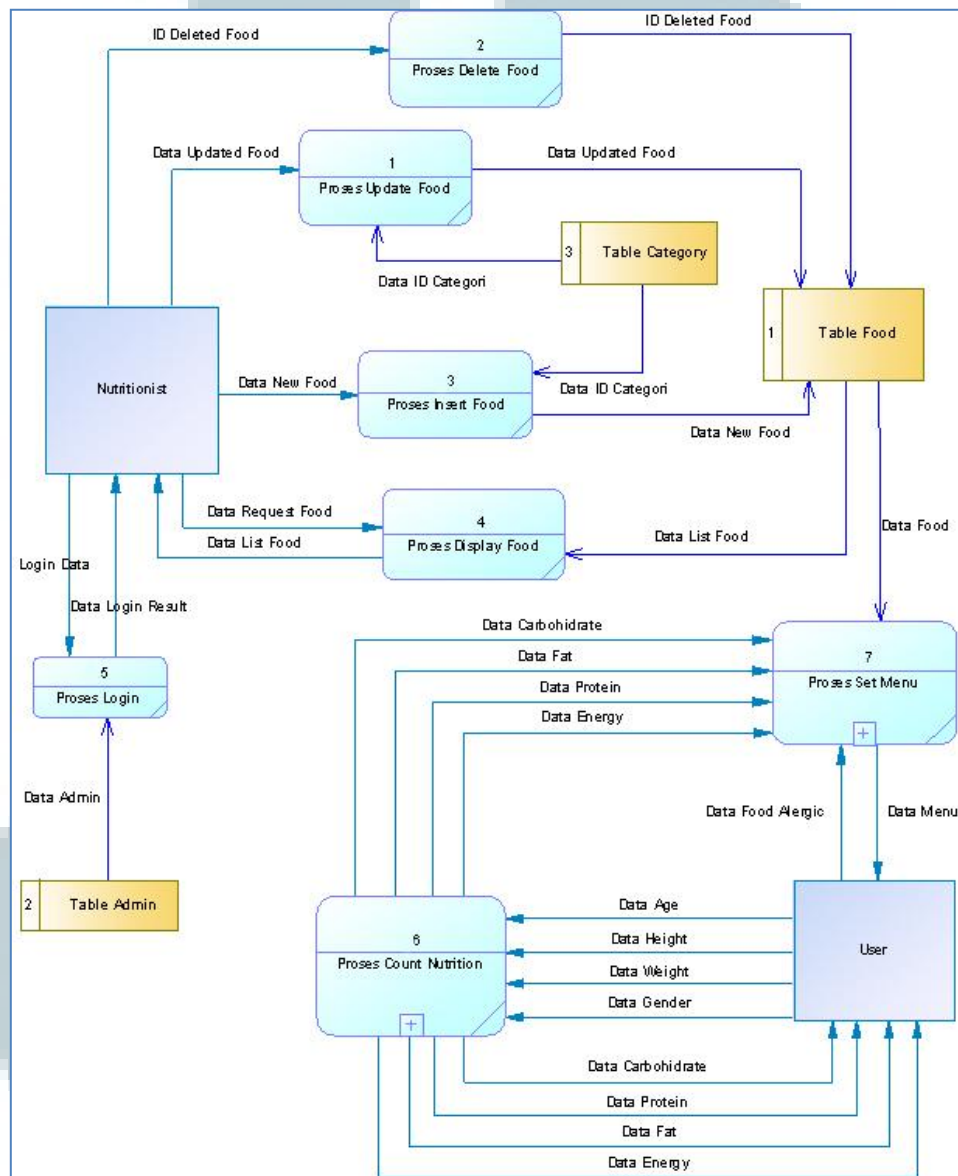 ID Deleted Food
ID Deleted Food
2
Proses Delete Food
Data Updated Food
Data Updated Food
1
Proses Update Food
3
Table Category
Data ID Categori
1
Table Food
Nutritionist
Data New Food
3
Proses Insert Food
Data ID Categori
Data New Food
Data Request Food
4
Proses Display Food
Data List Food
Data List Food
Data Food
Login Data
Data Login Result
5
Proses Login
Data Carbohidrate
Data Fat
Data Protein
Data Energy
7
Proses Set Menu
+
Data Admin
Data Food Alergic
Data Menu
2
Table Admin
6
Proses Count Nutrition
+
Data Age
Data Height
Data Weight
Data Gender
User
Data Carbohidrate
Data Protein
Data Fat
Data Energy